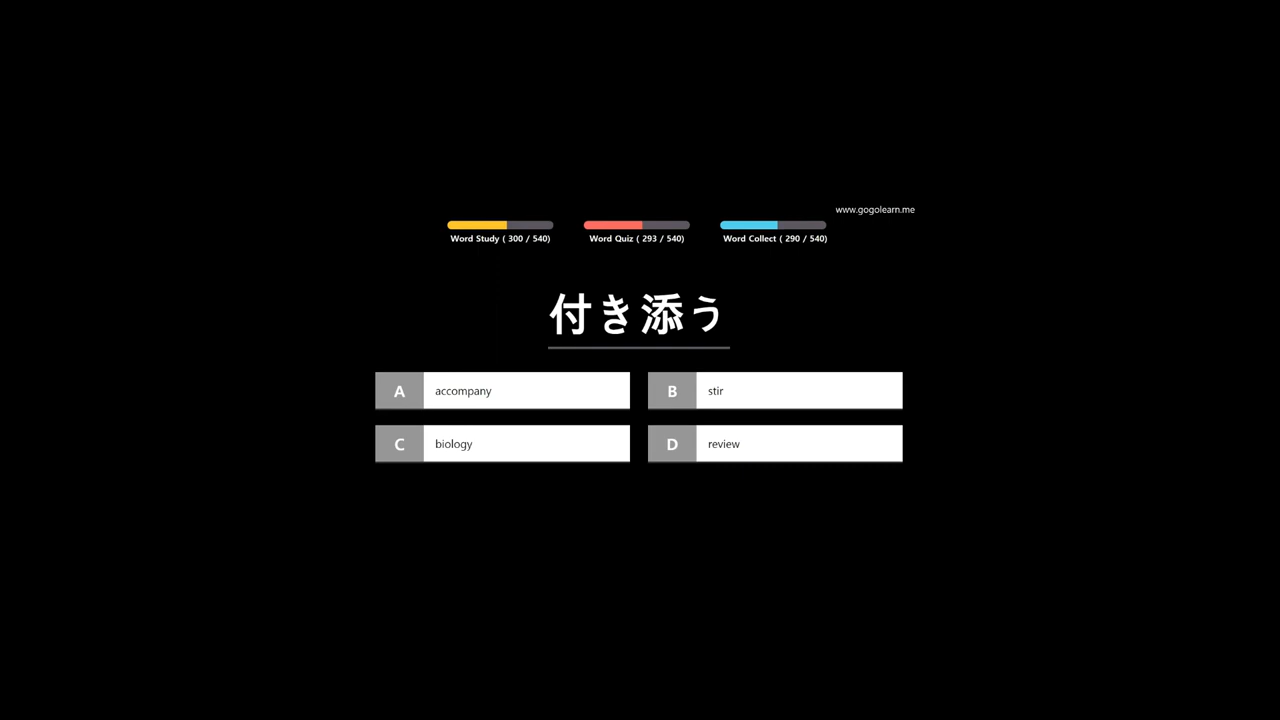 www.gogolearn.me
Word Study ( 300 / 540)
Word Quiz ( 293 / 540)
Word Collect ( 290 / 540)
付き添う
A accompany
B stir
C biology
D review